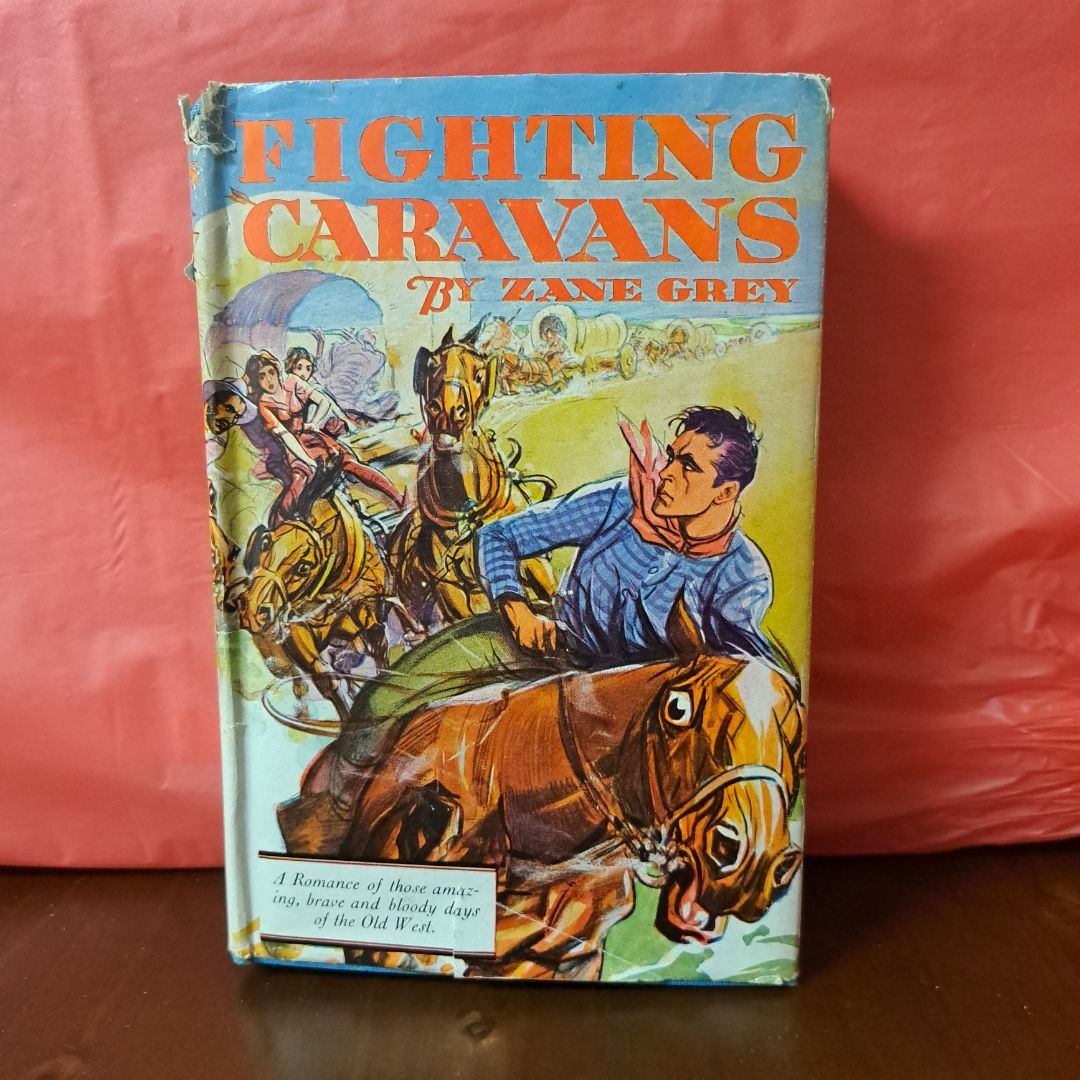 FIGHTING
CARAVANS
BY ZANE GREY
A Romance of those amaz-
ing, brave and bloody days
of the Old West.